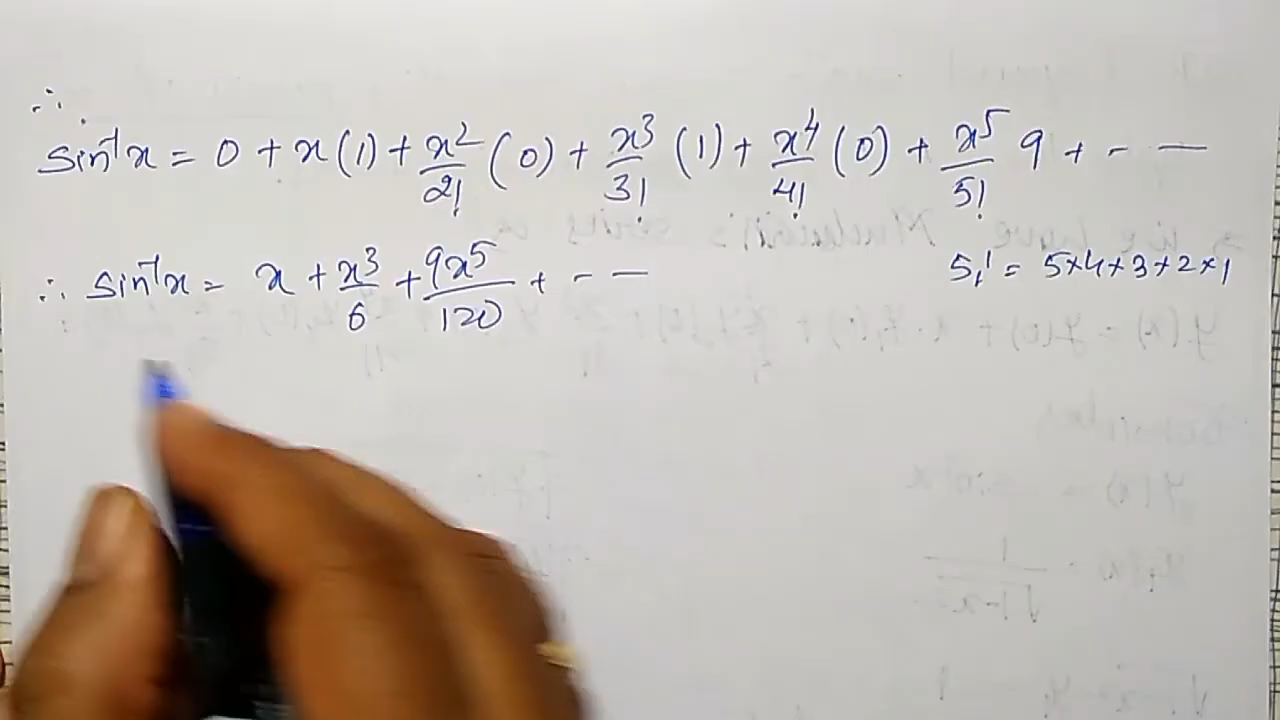 ∴
sin⁻¹x = 0 + x(1) + x²/2! (0) + x³/3! (1) + x⁴/4! (0) + x⁵/5! 9 + - —
∴ sin⁻¹x = x + x³/6 + 9x⁵/120 + - —
5! = 5×4×3×2×1